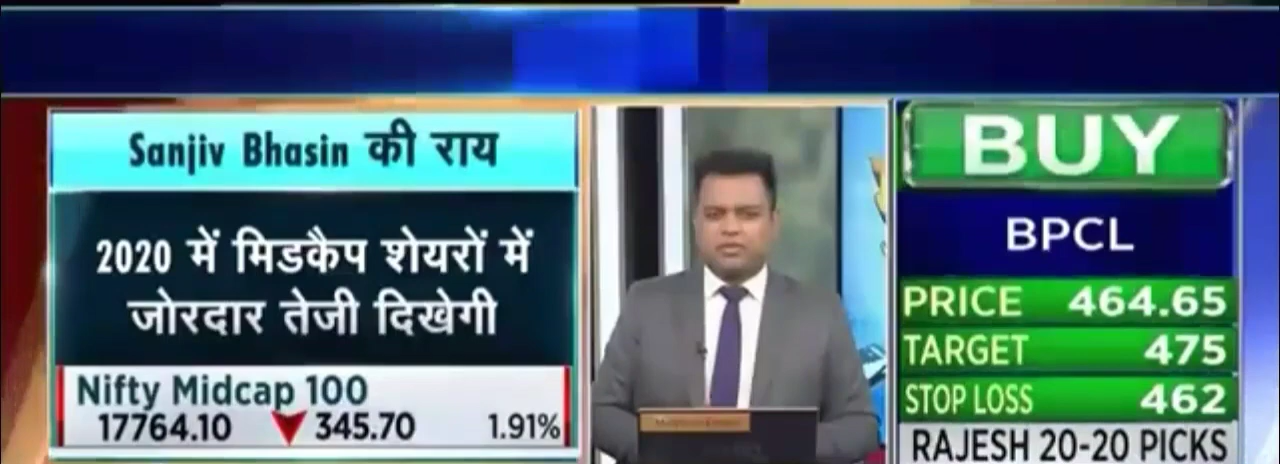 Sanjiv Bhasin की राय
2020 में मिडकैप शेयरों में
जोरदार तेजी दिखेगी
Nifty Midcap 100
17764.10 345.70 1.91%
BUY
BPCL
PRICE 464.65
TARGET 475
STOP LOSS 462
RAJESH 20-20 PICKS